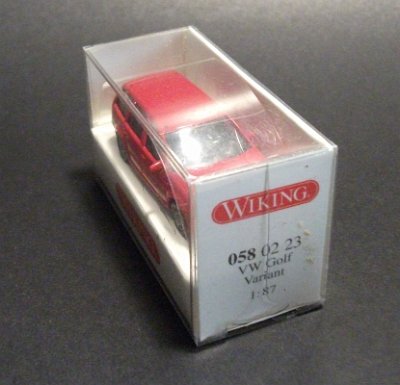 WIKING
058 02 23
VW Golf
Variant
1:87